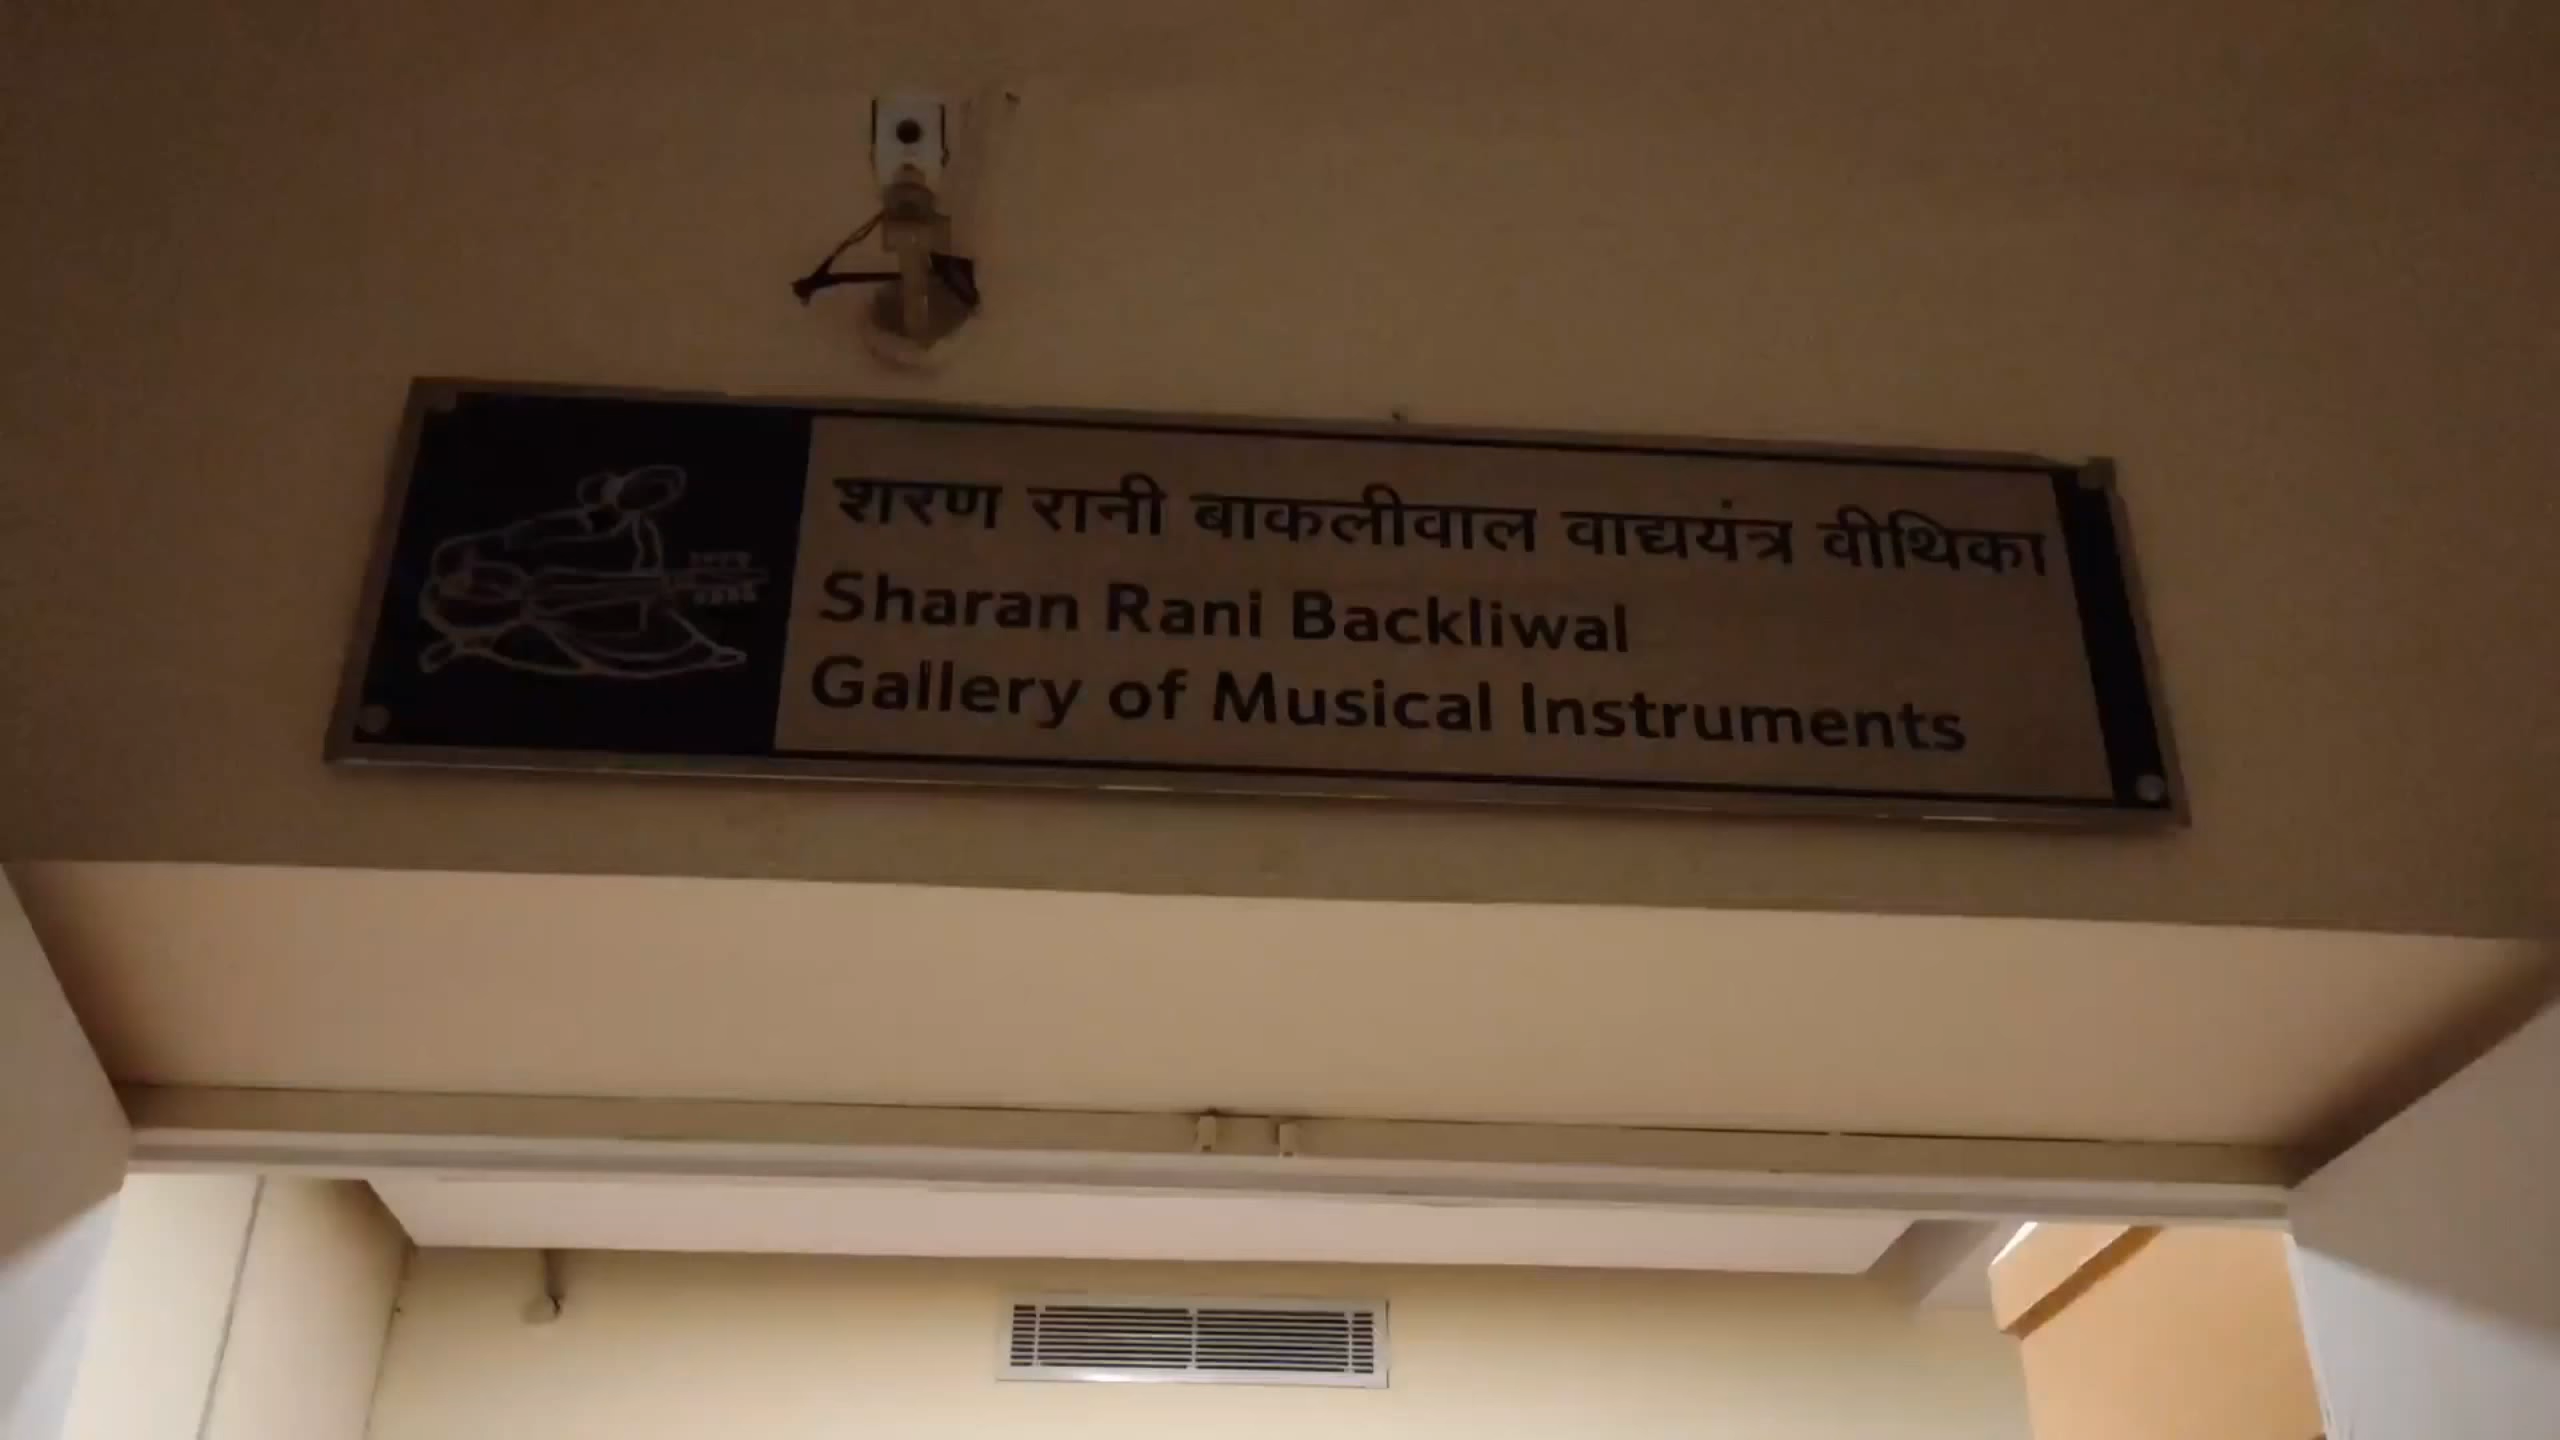 शरण रानी बाकलीवाल वाद्ययंत्र वीथिका
Sharan Rani Backliwal
Gallery of Musical Instruments